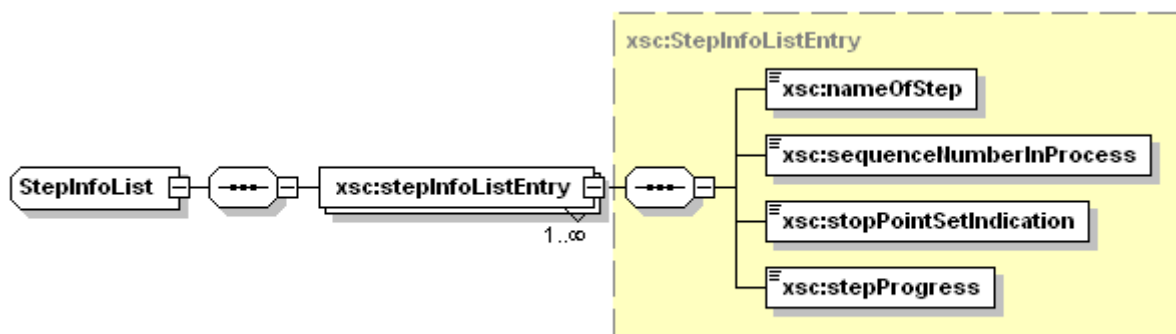 xsc:StepInfoListEntry
xsc:nameOfStep
xsc:sequenceNumberInProcess
StepInfoList
xsc:stepInfoListEntry
1..∞
xsc:stopPointSetIndication
xsc:stepProgress